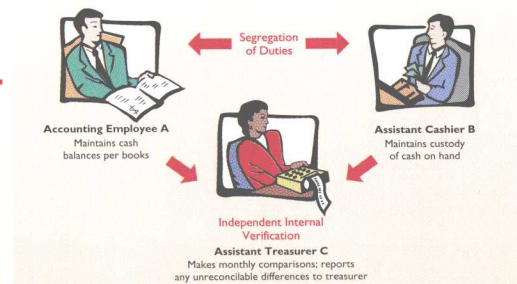 Segregation
of Duties
Accounting Employee A
Maintains cash
balances per books
Assistant Cashier B
Maintains custody
of cash on hand
Independent Internal
Verification
Assistant Treasurer C
Makes monthly comparisons; reports
any unreconcilable differences to treasurer